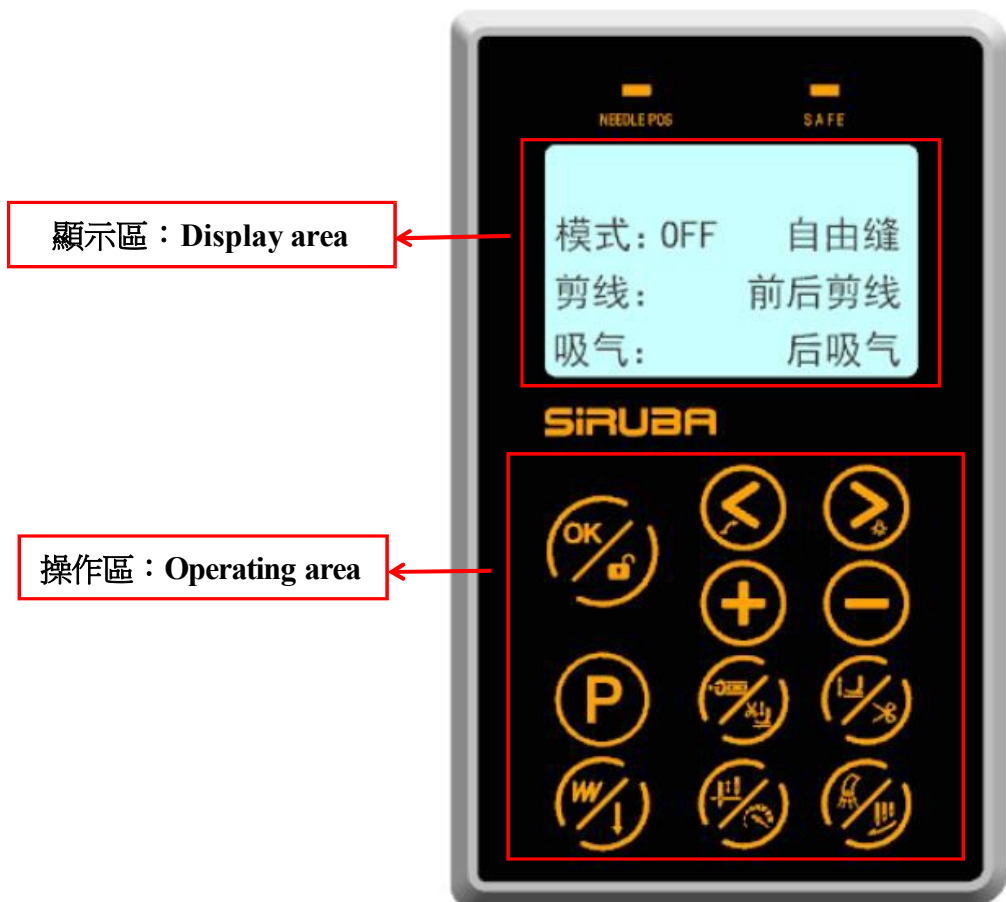 NEEDLE POS
SAFE
顯示區：Display area
模式: OFF 自由缝
剪线: 前后剪线
吸气: 后吸气
SiRUBA
操作區：Operating area
OK
P